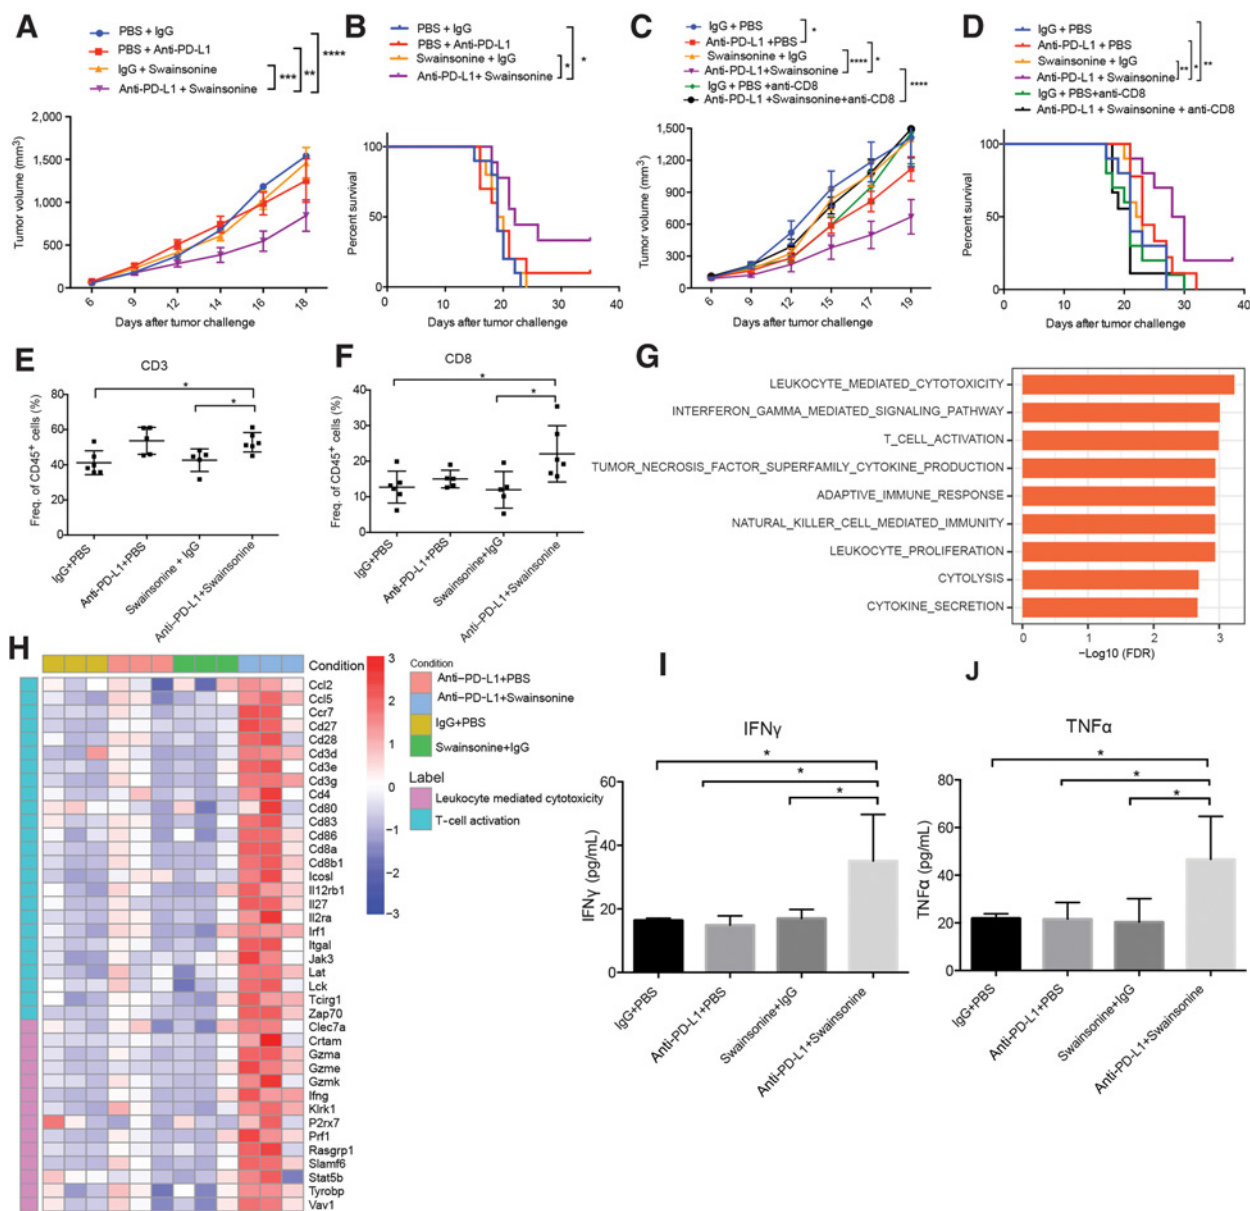 A
PBS + IgG
PBS + Anti-PD-L1
IgG + Swainsonine
Anti-PD-L1 + Swainsonine
***
**
****
Tumor volume (mm3)
2,000
1,500
1,000
500
0
6 9 12 14 16 18
Days after tumor challenge
B
IgG + PBS
PBS + Anti-PD-L1
Swainsonine + IgG
Anti-PD-L1+ Swainsonine
*
*
*
Percent survival
100
50
0
0 10 20 30 40
Days after tumor challenge
C
IgG + PBS
Anti-PD-L1 +PBS
Swainsonine + IgG
Anti-PD-L1+Swainsonine
IgG + PBS +anti-CD8
Anti-PD-L1 +Swainsonine+anti-CD8
*
****
*
****
Tumor volume (mm3)
1,500
1,200
900
600
300
0
6 9 12 15 17 19
Days after tumor challenge
D
IgG + PBS
Anti-PD-L1 + PBS
Swainsonine + IgG
Anti-PD-L1 + Swainsonine
IgG + PBS+anti-CD8
Anti-PD-L1 + Swainsonine + anti-CD8
**
*
**
Percent survival
100
50
0
0 10 20 30 40
Days after tumor challenge
E
CD3
*
*
Freq. of CD45+ cells (%)
80
60
40
20
0
IgG+PBS
Anti-PD-L1+PBS
Swainsonine + IgG
Anti-PD-L1+Swainsonine
F
CD8
*
*
Freq. of CD45+ cells (%)
40
30
20
10
0
IgG+PBS
Anti-PD-L1+PBS
Swainsonine+IgG
Anti-PD-L1+Swainsonine
G
LEUKOCYTE_MEDIATED_CYTOTOXICITY
INTERFERON_GAMMA_MEDIATED_SIGNALING_PATHWAY
T_CELL_ACTIVATION
TUMOR_NECROSIS_FACTOR_SUPERFAMILY_CYTOKINE_PRODUCTION
ADAPTIVE_IMMUNE_RESPONSE
NATURAL_KILLER_CELL_MEDIATED_IMMUNITY
LEUKOCYTE_PROLIFERATION
CYTOLYSIS
CYTOKINE_SECRETION
0 1 2 3
−Log10 (FDR)
H
Condition
Ccl2
Ccl5
Ccr7
Cd27
Cd28
Cd3d
Cd3e
Cd3g
Cd4
Cd80
Cd83
Cd86
Cd8a
Cd8b1
Icosl
Il12rb1
Il27
Il2ra
Irf1
Itgal
Jak3
Lat
Lck
Tcirg1
Zap70
Clec7a
Crtam
Gzma
Gzme
Gzmk
Ifng
Klrk1
P2rx7
Prf1
Rasgrp1
Slamf6
Stat5b
Tyrobp
Vav1
3
2
1
0
−1
−2
−3
Condition
Anti−PD-L1+PBS
Anti-PD-L1+Swainsonine
IgG+PBS
Swainsonine+IgG
Label
Leukocyte mediated cytotoxicity
T-cell activation
I
IFNγ
*
*
*
IFNγ (pg/mL)
60
40
20
0
IgG+PBS
Anti-PD-L1+PBS
Swainsonine+IgG
Anti-PD-L1+Swainsonine
J
TNFα
*
*
*
TNFα (pg/mL)
80
60
40
20
0
IgG+PBS
Anti-PD-L1+PBS
Swainsonine+IgG
Anti-PD-L1+Swainsonine